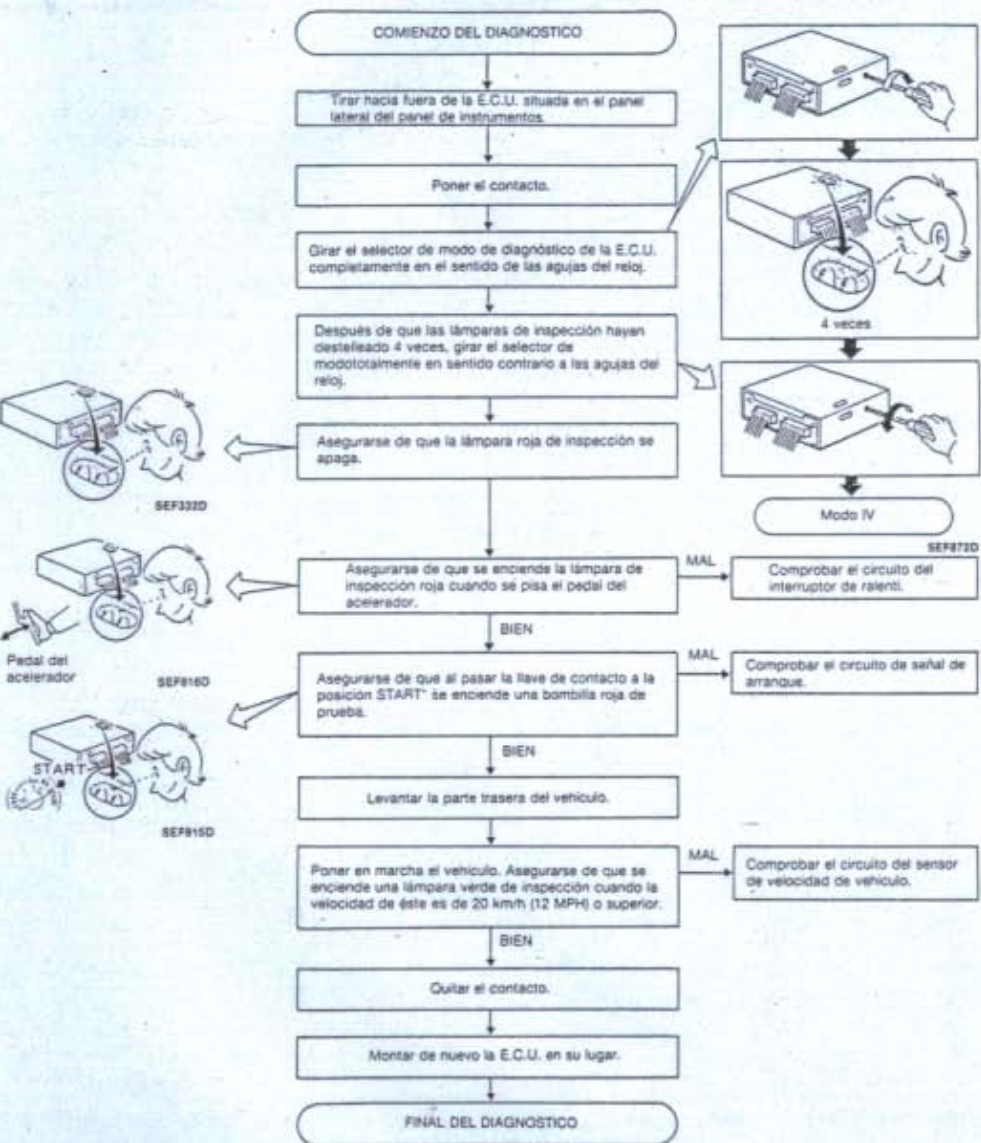 COMIENZO DEL DIAGNOSTICO
Tirar hacia fuera de la E.C.U. situada en el panel
lateral del panel de instrumentos.
Poner el contacto.
Girar el selector de modo de diagnóstico de la E.C.U.
completamente en el sentido de las agujas del reloj.
4 veces
Después de que las lámparas de inspección hayan
destelleado 4 veces, girar el selector de
modototalmente en sentido contrario a las agujas del
reloj.
Modo IV
SEF872D
Asegurarse de que la lámpara roja de inspección se
apaga.
SEF332D
Asegurarse de que se enciende la lámpara de
inspección roja cuando se pisa el pedal del
acelerador.
MAL
Comprobar el circuito del
interruptor de ralenti.
BIEN
Pedal del
acelerador
SEF816D
Asegurarse de que al pasar la llave de contacto a la
posición START" se enciende una bombilla roja de
prueba.
MAL
Comprobar el circuito de señal de
arranque.
BIEN
START
SEF815D
Levantar la parte trasera del vehículo.
Poner en marcha el vehículo. Asegurarse de que se
enciende una lámpara verde de inspección cuando la
velocidad de éste es de 20 km/h (12 MPH) o superior.
MAL
Comprobar el circuito del sensor
de velocidad de vehículo.
BIEN
Quitar el contacto.
Montar de nuevo la E.C.U. en su lugar.
FINAL DEL DIAGNOSTICO